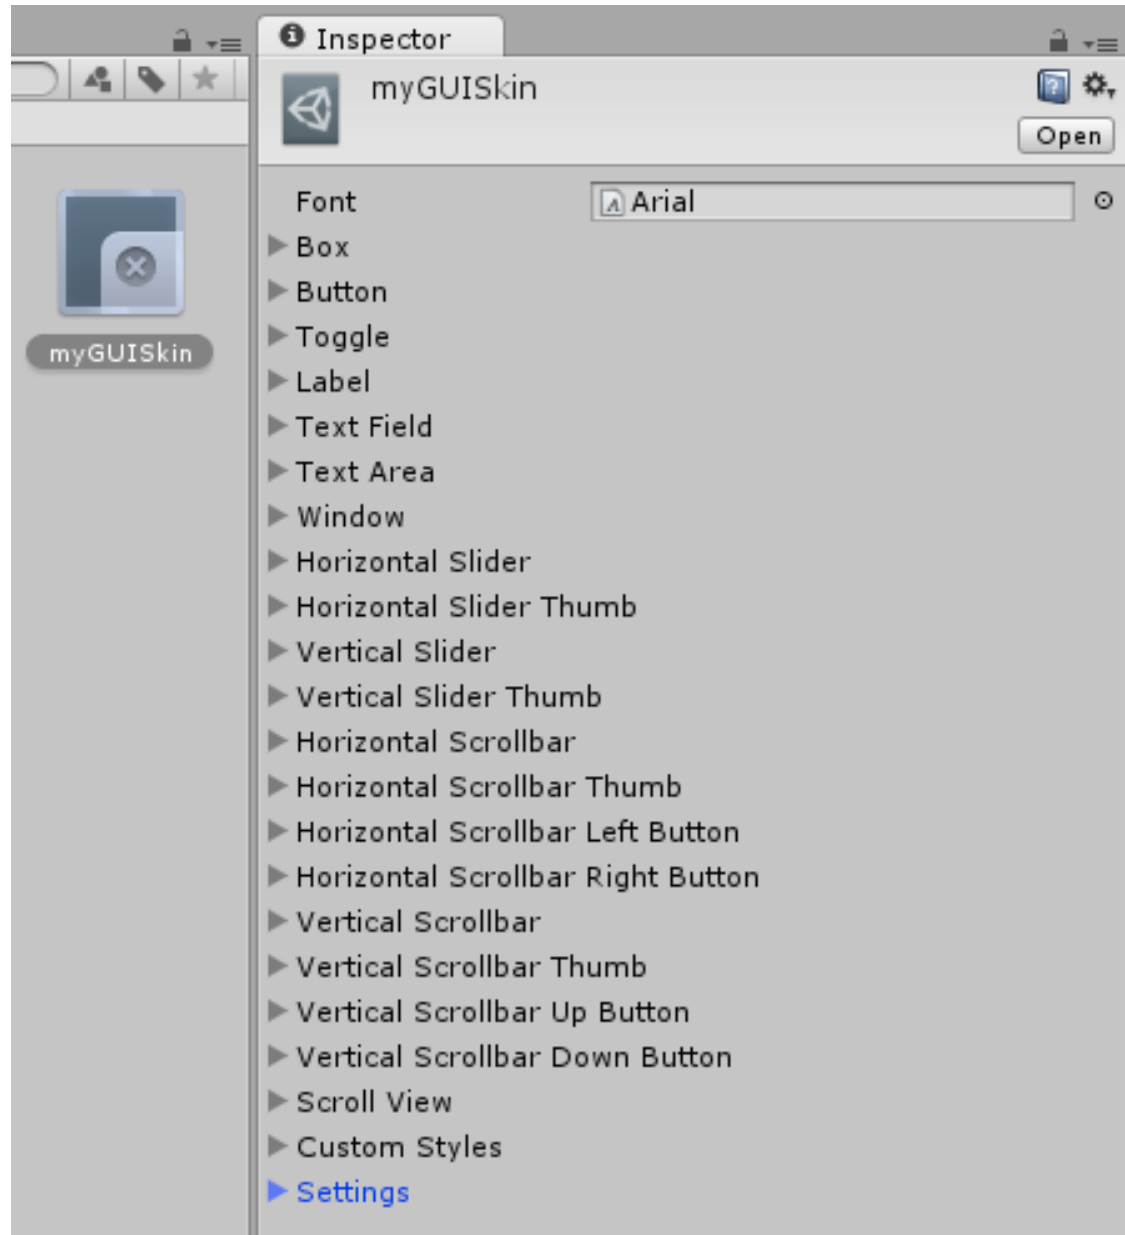 Inspector
myGUISkin
Open
Font Arial
Box
Button
Toggle
myGUISkin
Label
Text Field
Text Area
Window
Horizontal Slider
Horizontal Slider Thumb
Vertical Slider
Vertical Slider Thumb
Horizontal Scrollbar
Horizontal Scrollbar Thumb
Horizontal Scrollbar Left Button
Horizontal Scrollbar Right Button
Vertical Scrollbar
Vertical Scrollbar Thumb
Vertical Scrollbar Up Button
Vertical Scrollbar Down Button
Scroll View
Custom Styles
Settings